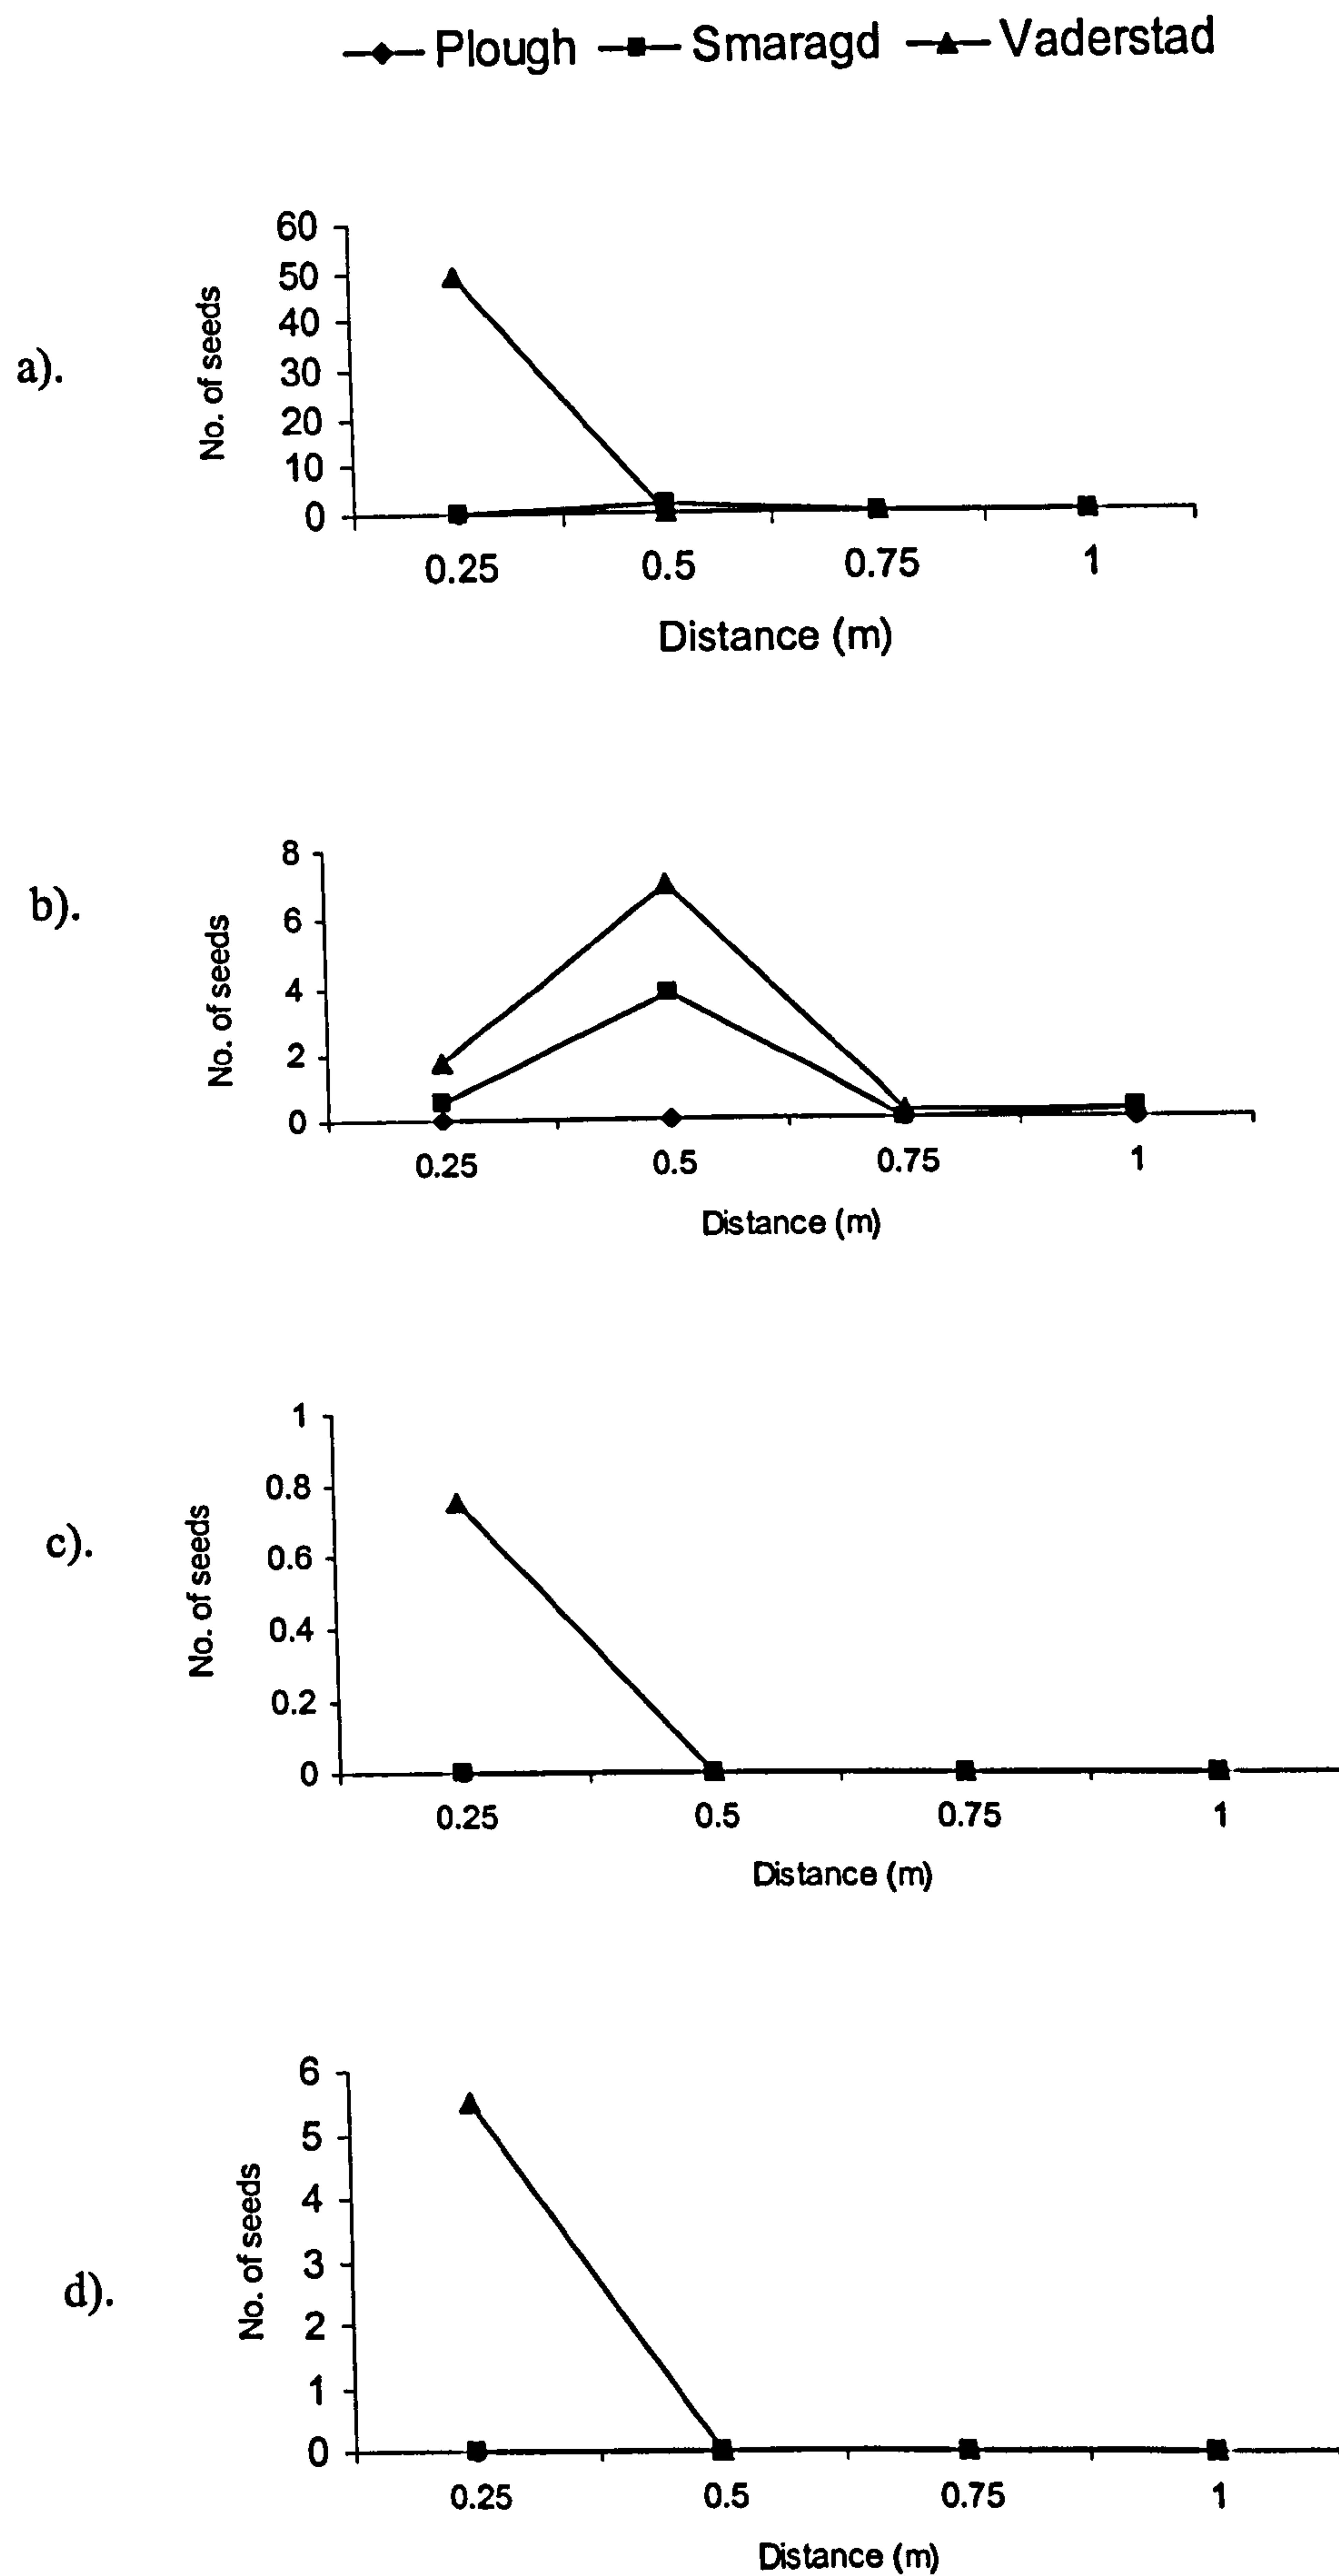 Plough Smaragd Vaderstad
a).
No. of seeds
60
50
40
30
20
10
0
0.25 0.5 0.75 1
Distance (m)
b).
No. of seeds
8
6
4
2
0
0.25 0.5 0.75 1
Distance (m)
c).
No. of seeds
1
0.8
0.6
0.4
0.2
0
0.25 0.5 0.75 1
Distance (m)
d).
No. of seeds
6
5
4
3
2
1
0
0.25 0.5 0.75 1
Distance (m)